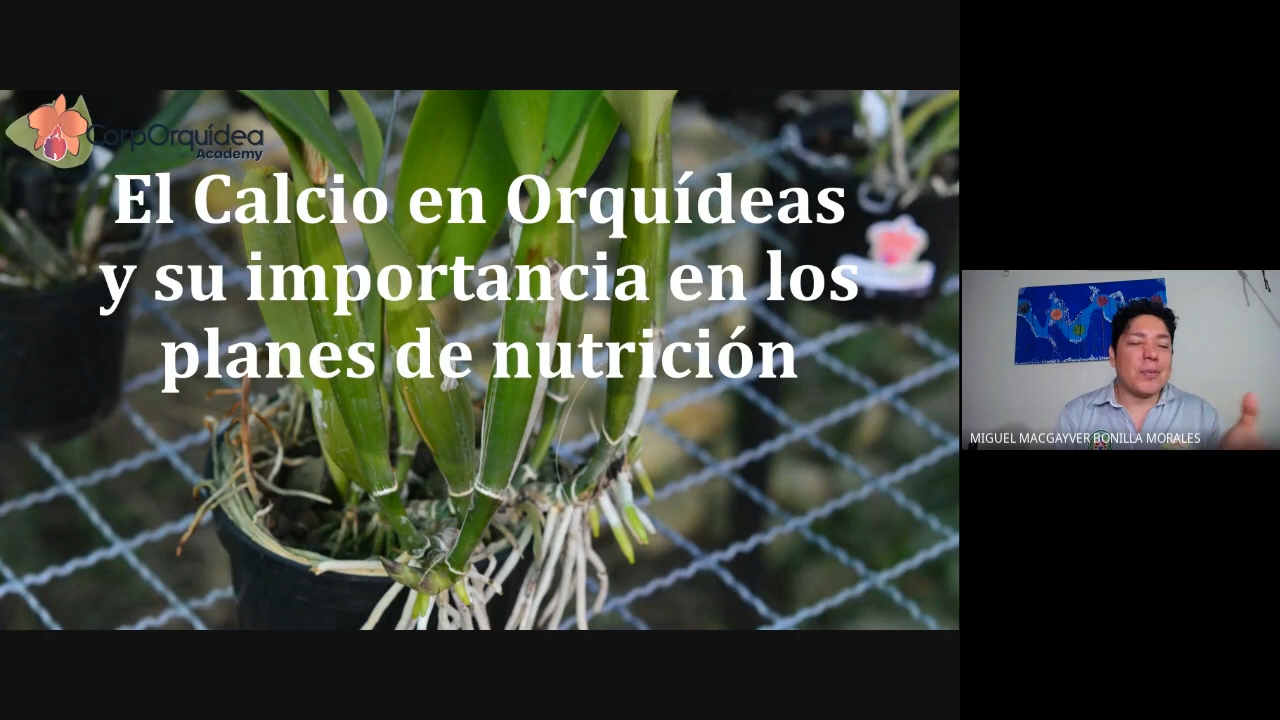 CorpOrquídea
Academy
El Calcio en Orquídeas
y su importancia en los
planes de nutrición
MIGUEL MACGAYVER BONILLA MORALES